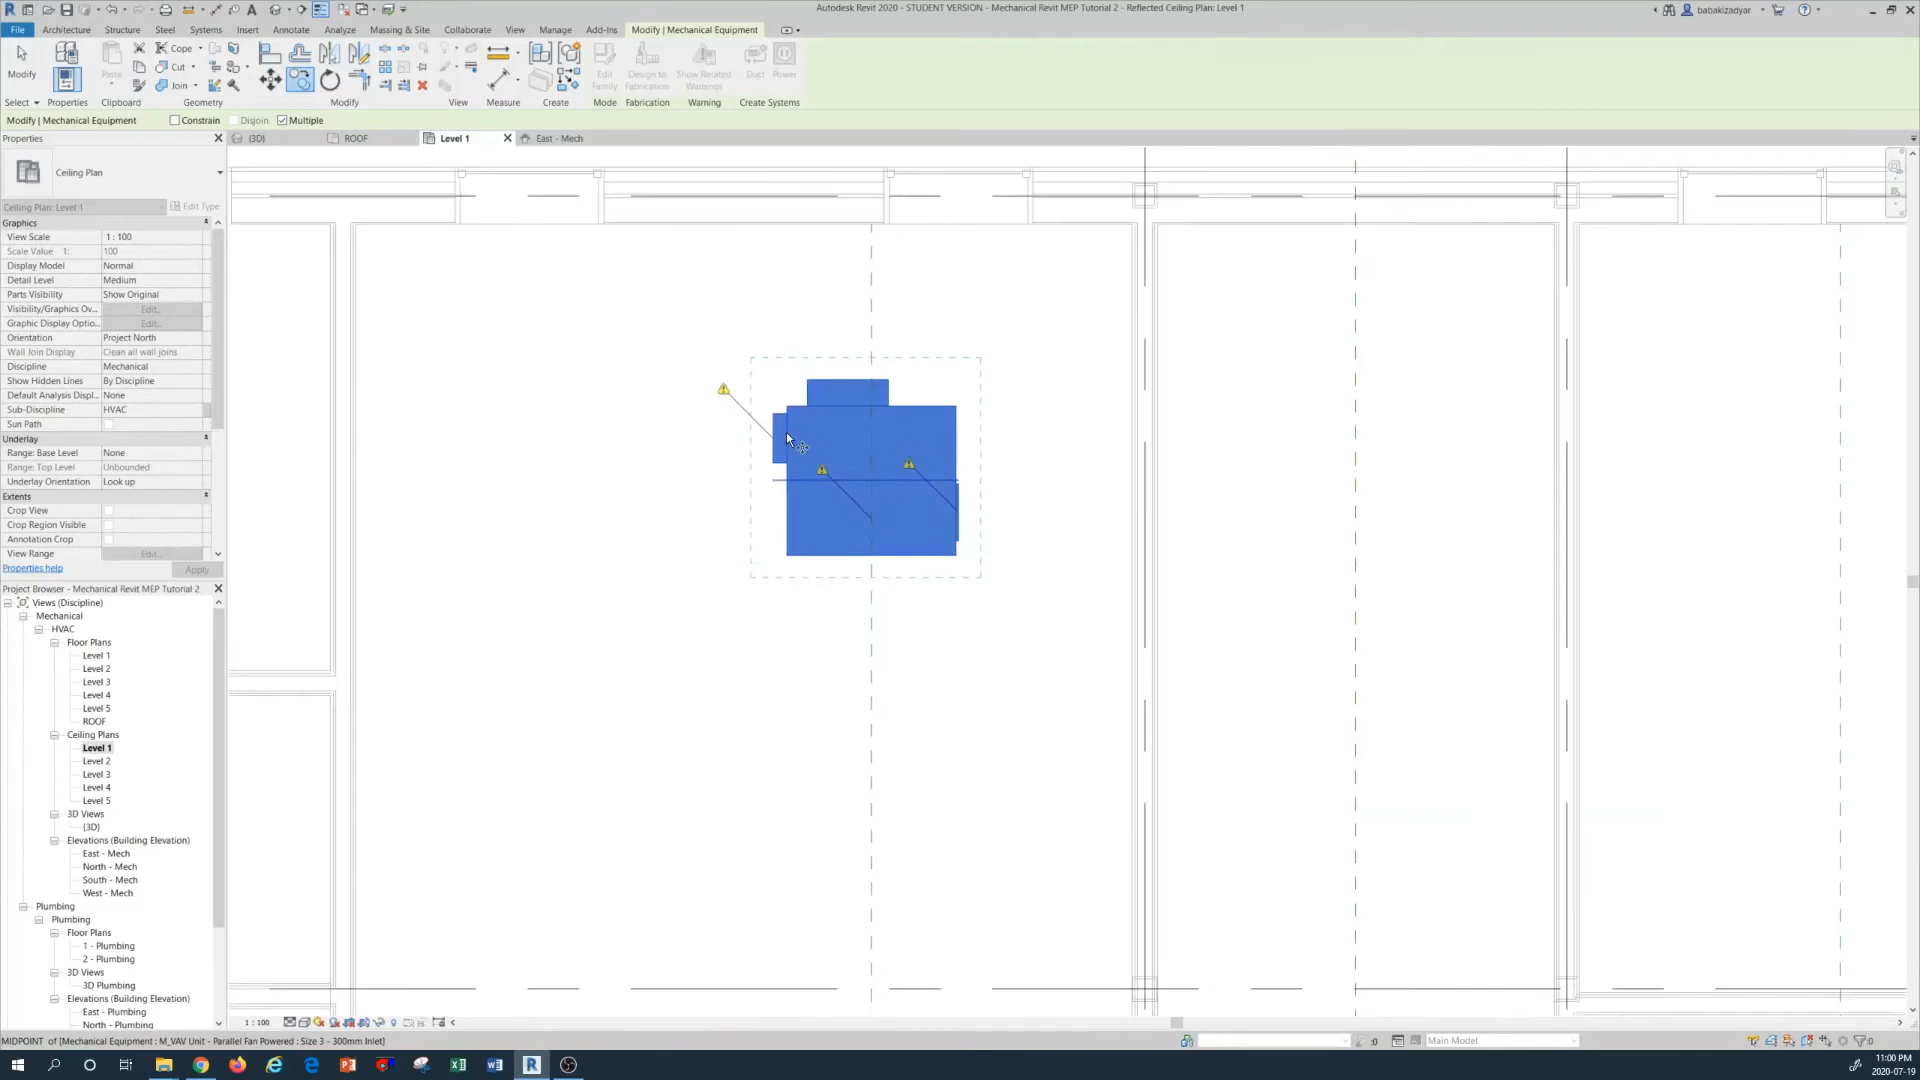 Autodesk Revit 2020 - STUDENT VERSION - Mechanical Revit MEP Tutorial 2 - Reflected Ceiling Plan: Level 1
babakizadyar
File Architecture Structure Steel Systems Insert Annotate Analyze Massing & Site Collaborate View Manage Add-Ins Modify | Mechanical Equipment
Modify Paste Cope Cut Join Edit Family Design to Fabrication Show Related Warnings Duct Power
Select Properties Clipboard Geometry Modify View Measure Create Mode Fabrication Warning Create Systems
Modify | Mechanical Equipment Constrain Disjoin Multiple
Properties
{3D} ROOF Level 1 East - Mech
Ceiling Plan
Ceiling Plan: Level 1 Edit Type
Graphics
View Scale 1 : 100
Scale Value 1: 100
Display Model Normal
Detail Level Medium
Parts Visibility Show Original
Visibility/Graphics Ov... Edit...
Graphic Display Optio... Edit...
Orientation Project North
Wall Join Display Clean all wall joins
Discipline Mechanical
Show Hidden Lines By Discipline
Default Analysis Displ... None
Sub-Discipline HVAC
Sun Path
Underlay
Range: Base Level None
Range: Top Level Unbounded
Underlay Orientation Look up
Extents
Crop View
Crop Region Visible
Annotation Crop
View Range Edit...
Properties help Apply
Project Browser - Mechanical Revit MEP Tutorial 2
Views (Discipline)
Mechanical
HVAC
Floor Plans
Level 1
Level 2
Level 3
Level 4
Level 5
ROOF
Ceiling Plans
Level 1
Level 2
Level 3
Level 4
Level 5
3D Views
{3D}
Elevations (Building Elevation)
East - Mech
North - Mech
South - Mech
West - Mech
Plumbing
Plumbing
Floor Plans
1 - Plumbing
2 - Plumbing
3D Views
3D Plumbing
Elevations (Building Elevation)
East - Plumbing
North - Plumbing
1 : 100
MIDPOINT of [Mechanical Equipment : M_VAV Unit - Parallel Fan Powered : Size 3 - 300mm Inlet]
:0 Main Model :0
11:00 PM
2020-07-19